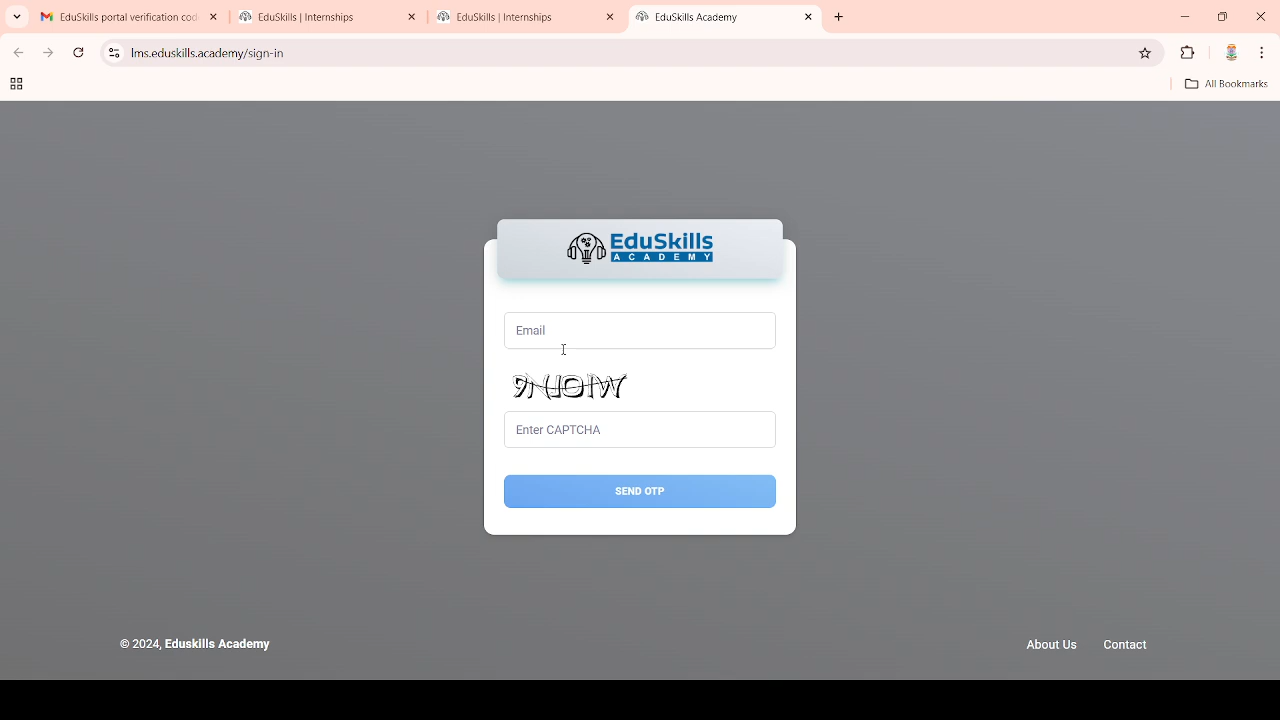 EduSkills portal verification cod
EduSkills | Internships
EduSkills | Internships
EduSkills Academy
lms.eduskills.academy/sign-in
All Bookmarks
EduSkills
ACADEMY
Email
Enter CAPTCHA
SEND OTP
© 2024, Eduskills Academy
About Us
Contact